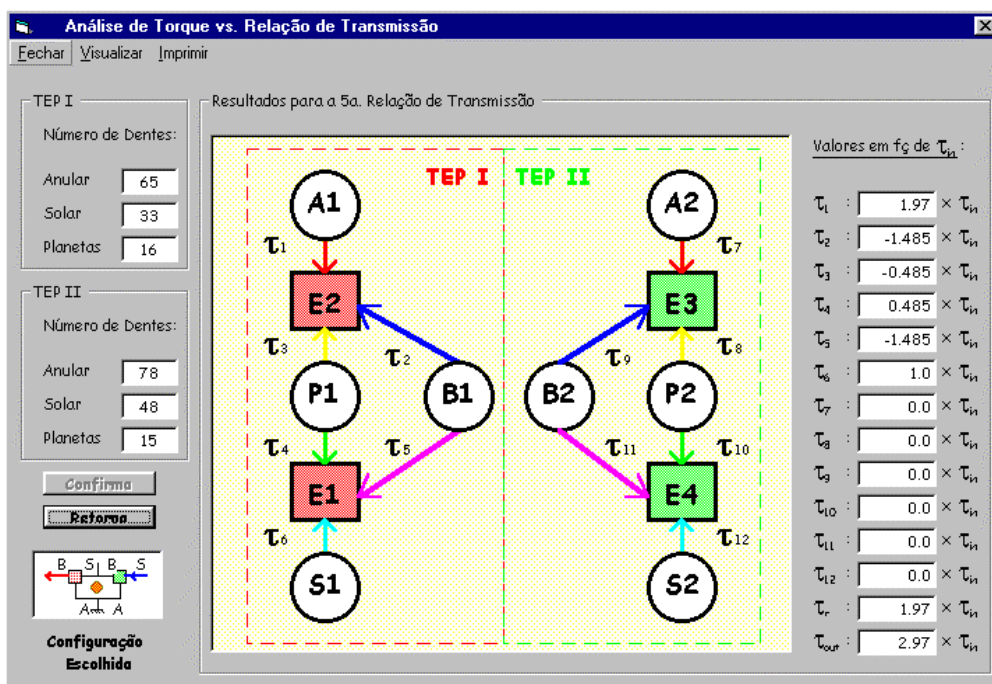 Análise de Torque vs. Relação de Transmissão
Fechar Visualizar Imprimir
TEP I
Número de Dentes:
Anular 65
Solar 33
Planetas 16
TEP II
Número de Dentes:
Anular 78
Solar 48
Planetas 15
Confirma
Retorna
B S B S
A A
Configuração
Escolhida
Resultados para a 5a. Relação de Transmissão
TEP I TEP II
A1 A2
τ1 τ7
E2 E3
τ3 τ2 τ9 τ8
P1 B1 B2 P2
τ4 τ5 τ11 τ10
E1 E4
τ6 τ12
S1 S2
Valores em fç de τin :
τ1 : 1.97 × τin
τ2 : -1.485 × τin
τ3 : -0.485 × τin
τ4 : 0.485 × τin
τ5 : -1.485 × τin
τ6 : 1.0 × τin
τ7 : 0.0 × τin
τ8 : 0.0 × τin
τ9 : 0.0 × τin
τ10 : 0.0 × τin
τ11 : 0.0 × τin
τ12 : 0.0 × τin
τr : 1.97 × τin
τout : 2.97 × τin